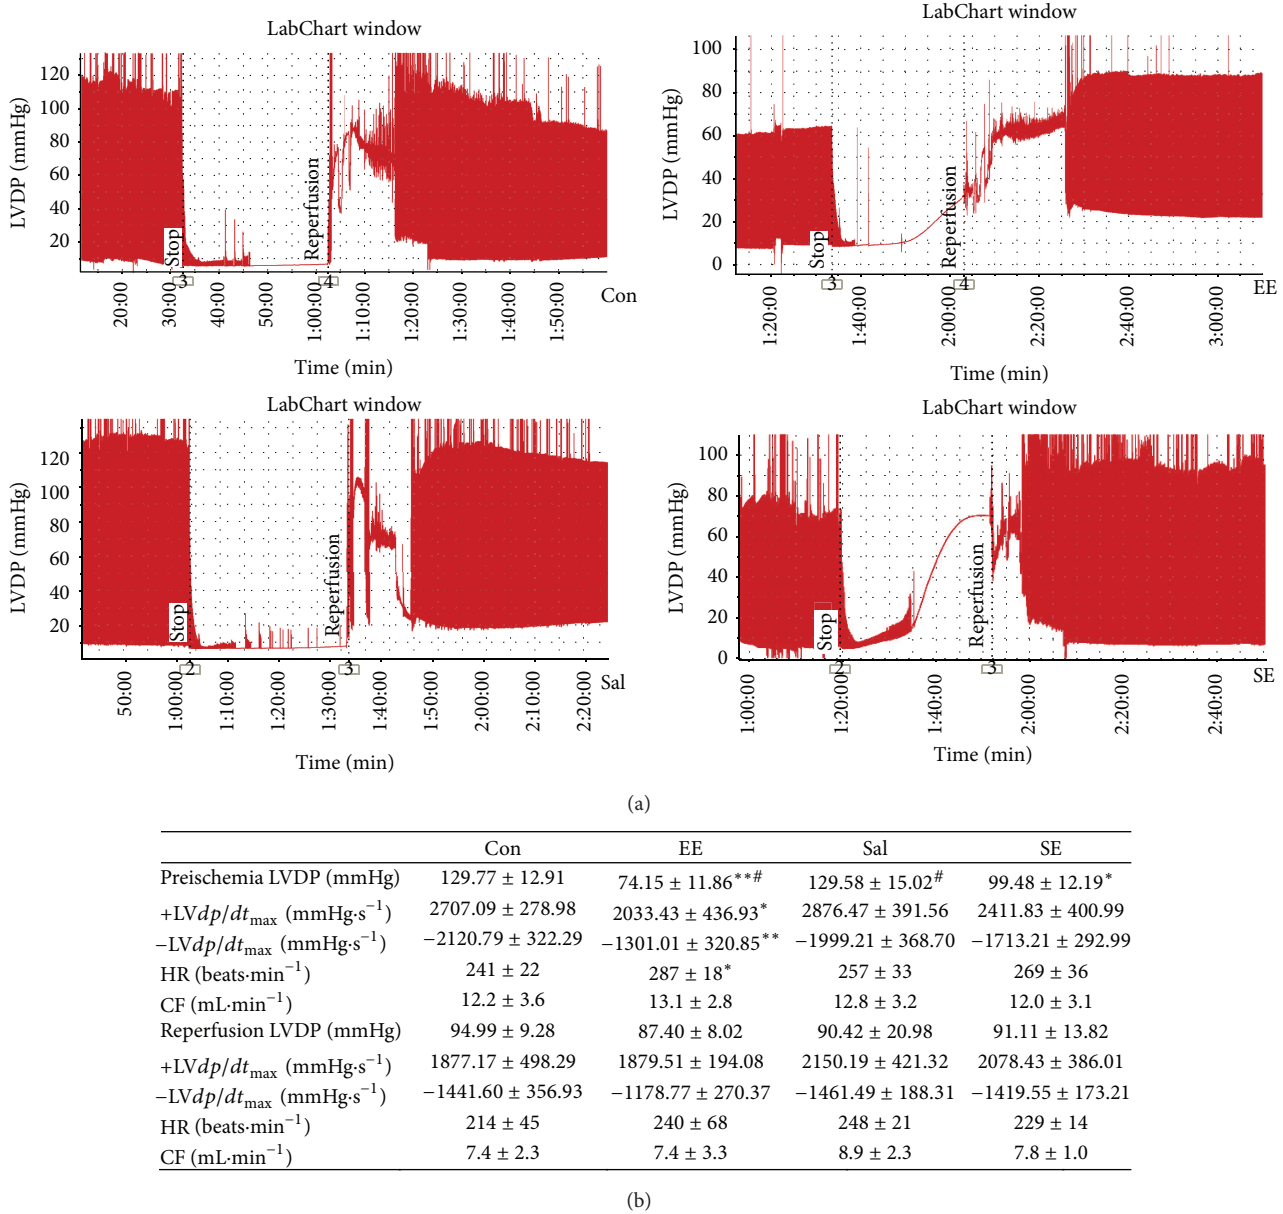 LabChart window
LVDP (mmHg)
120
100
80
60
40
20
Stop
Reperfusion
3
4
20:00
30:00
40:00
50:00
1:00:00
1:10:00
1:20:00
1:30:00
1:40:00
1:50:00
Con
Time (min)
LabChart window
LVDP (mmHg)
100
80
60
40
20
0
Stop
Reperfusion
3
4
1:20:00
1:40:00
2:00:00
2:20:00
2:40:00
3:00:00
EE
Time (min)
LabChart window
LVDP (mmHg)
120
100
80
60
40
20
Stop
Reperfusion
2
3
50:00
1:00:00
1:10:00
1:20:00
1:30:00
1:40:00
1:50:00
2:00:00
2:10:00
2:20:00
Sal
Time (min)
LabChart window
LVDP (mmHg)
100
80
60
40
20
0
Stop
Reperfusion
2
3
1:00:00
1:20:00
1:40:00
2:00:00
2:20:00
2:40:00
SE
Time (min)
(a)
Con EE Sal SE
Preischemia LVDP (mmHg) 129.77 ± 12.91 74.15 ± 11.86**# 129.58 ± 15.02# 99.48 ± 12.19*
+LVdp/dtmax (mmHg·s⁻¹) 2707.09 ± 278.98 2033.43 ± 436.93* 2876.47 ± 391.56 2411.83 ± 400.99
−LVdp/dtmax (mmHg·s⁻¹) −2120.79 ± 322.29 −1301.01 ± 320.85** −1999.21 ± 368.70 −1713.21 ± 292.99
HR (beats·min⁻¹) 241 ± 22 287 ± 18* 257 ± 33 269 ± 36
CF (mL·min⁻¹) 12.2 ± 3.6 13.1 ± 2.8 12.8 ± 3.2 12.0 ± 3.1
Reperfusion LVDP (mmHg) 94.99 ± 9.28 87.40 ± 8.02 90.42 ± 20.98 91.11 ± 13.82
+LVdp/dtmax (mmHg·s⁻¹) 1877.17 ± 498.29 1879.51 ± 194.08 2150.19 ± 421.32 2078.43 ± 386.01
−LVdp/dtmax (mmHg·s⁻¹) −1441.60 ± 356.93 −1178.77 ± 270.37 −1461.49 ± 188.31 −1419.55 ± 173.21
HR (beats·min⁻¹) 214 ± 45 240 ± 68 248 ± 21 229 ± 14
CF (mL·min⁻¹) 7.4 ± 2.3 7.4 ± 3.3 8.9 ± 2.3 7.8 ± 1.0
(b)